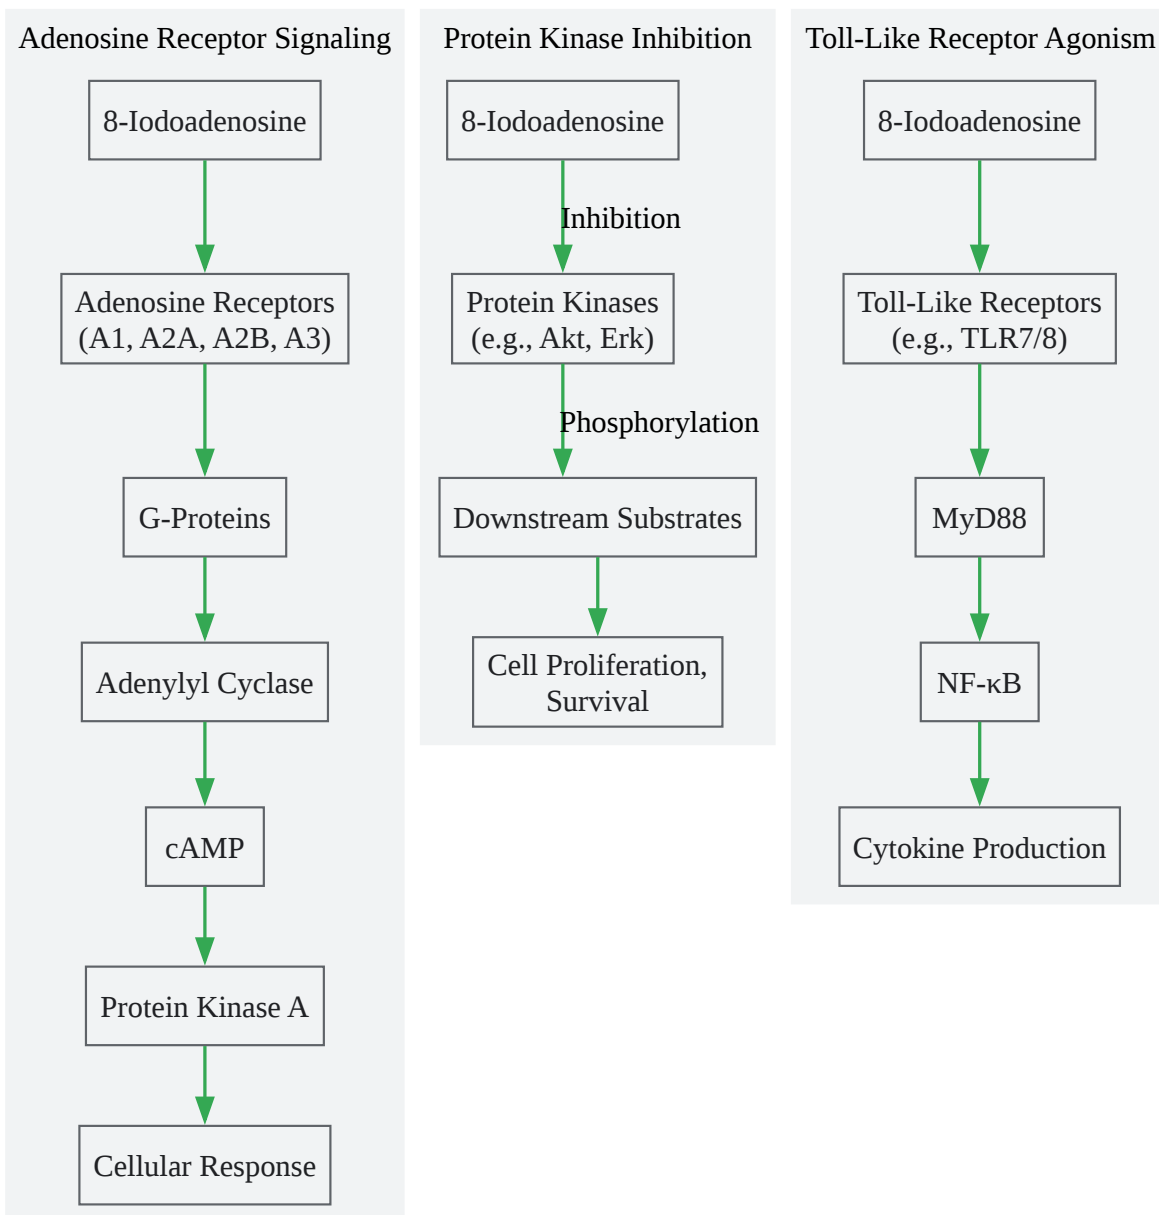 Adenosine Receptor Signaling
8-Iodoadenosine
Adenosine Receptors
(A1, A2A, A2B, A3)
G-Proteins
Adenylyl Cyclase
cAMP
Protein Kinase A
Cellular Response
Protein Kinase Inhibition
8-Iodoadenosine
Inhibition
Protein Kinases
(e.g., Akt, Erk)
Phosphorylation
Downstream Substrates
Cell Proliferation,
Survival
Toll-Like Receptor Agonism
8-Iodoadenosine
Toll-Like Receptors
(e.g., TLR7/8)
MyD88
NF-κB
Cytokine Production